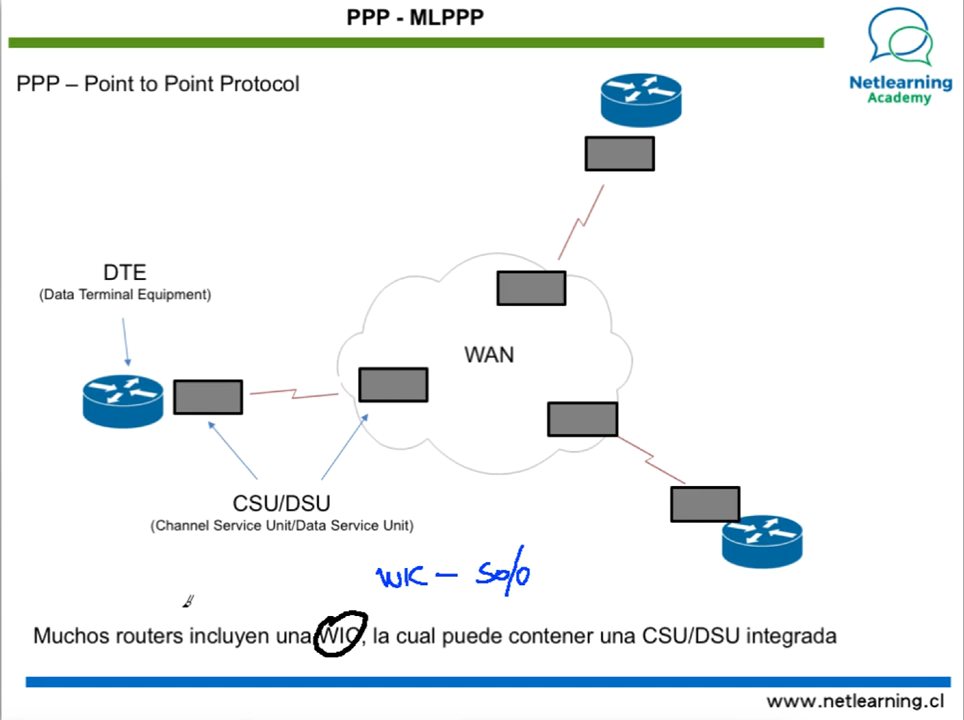 PPP - MLPPP
Netlearning
Academy
PPP – Point to Point Protocol
DTE
(Data Terminal Equipment)
WAN
CSU/DSU
(Channel Service Unit/Data Service Unit)
WIC – Solo
Muchos routers incluyen una WIC, la cual puede contener una CSU/DSU integrada
www.netlearning.cl